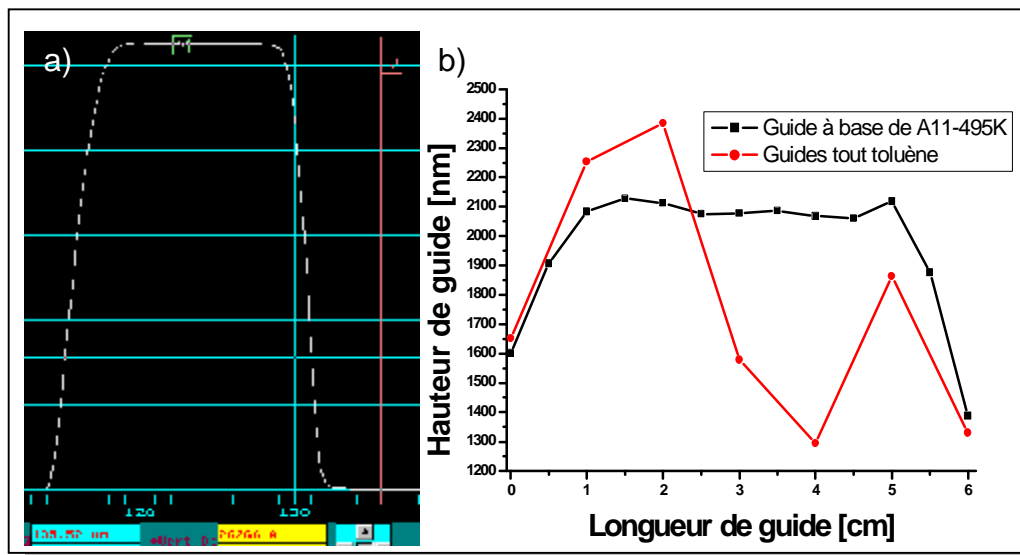 a)
120
130
b)
Hauteur de guide [nm]
2500
2400
2300
2200
2100
2000
1900
1800
1700
1600
1500
1400
1300
1200
Guide à base de A11-495K
Guides tout toluène
0 1 2 3 4 5 6
Longueur de guide [cm]